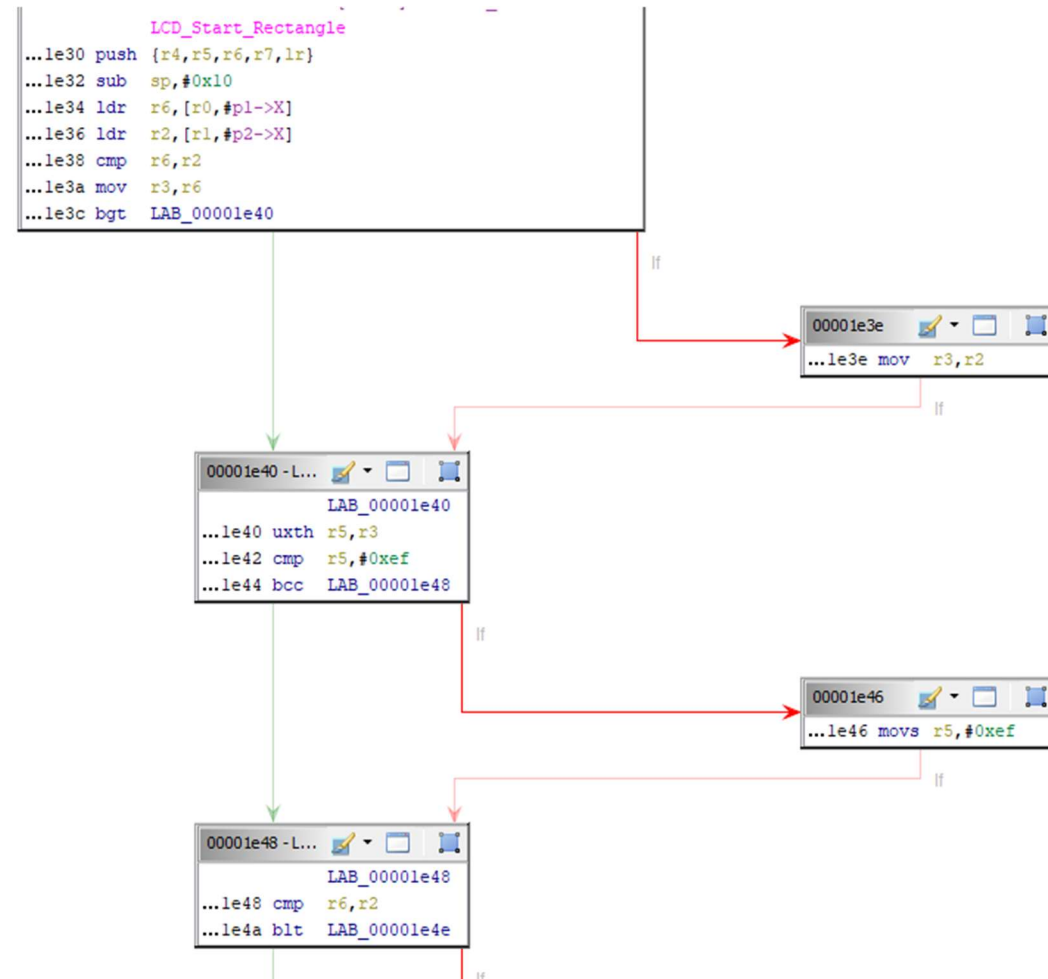 LCD_Start_Rectangle
...1e30 push {r4,r5,r6,r7,lr}
...1e32 sub sp,#0x10
...1e34 ldr r6,[r0,#p1->X]
...1e36 ldr r2,[r1,#p2->X]
...1e38 cmp r6,r2
...1e3a mov r3,r6
...1e3c bgt LAB_00001e40
If
00001e3e
...1e3e mov r3,r2
If
00001e40 - L...
LAB_00001e40
...1e40 uxth r5,r3
...1e42 cmp r5,#0xef
...1e44 bcc LAB_00001e48
If
00001e46
...1e46 movs r5,#0xef
If
00001e48 - L...
LAB_00001e48
...1e48 cmp r6,r2
...1e4a blt LAB_00001e4e
If